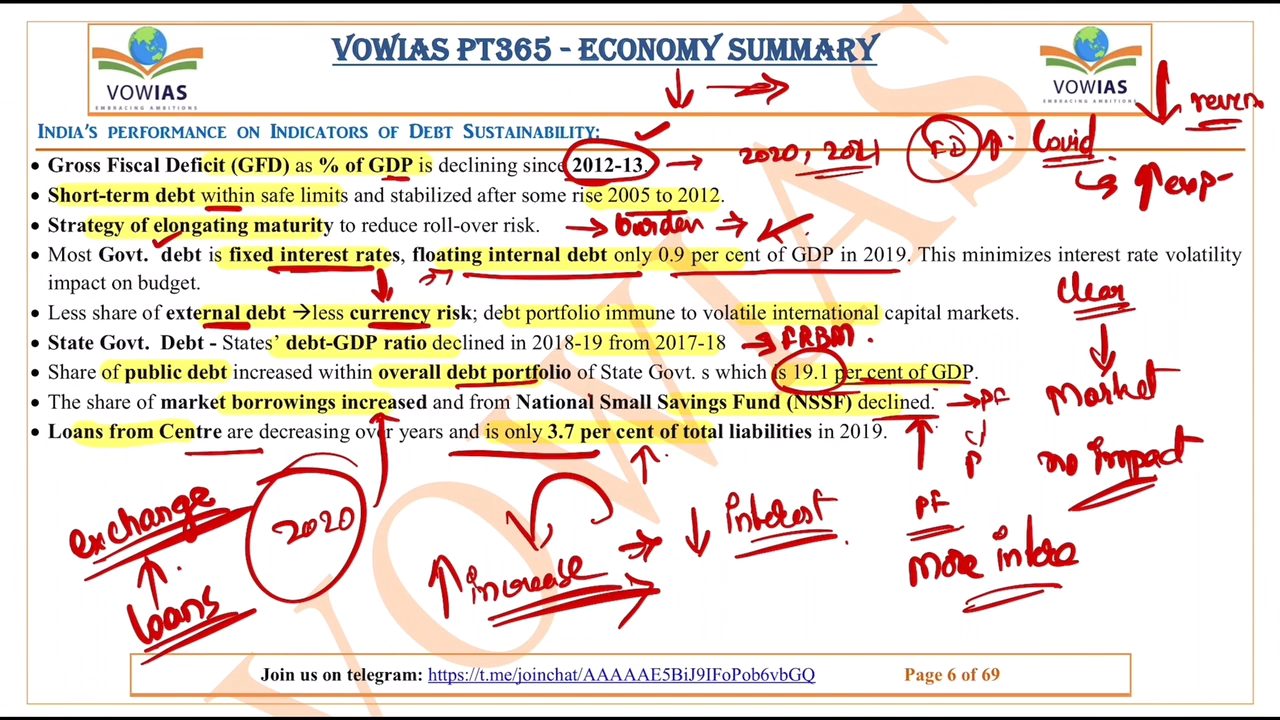 VOWIAS PT365 - ECONOMY SUMMARY
VOWIAS
EMBRACING AMBITIONS
VOWIAS
EMBRACING AMBITIONS
INDIA'S PERFORMANCE ON INDICATORS OF DEBT SUSTAINABILITY:
• Gross Fiscal Deficit (GFD) as % of GDP is declining since 2012-13.
2020, 2021
FD
Covid
exp
• Short-term debt within safe limits and stabilized after some rise 2005 to 2012.
• Strategy of elongating maturity to reduce roll-over risk.
burden
• Most Govt. debt is fixed interest rates, floating internal debt only 0.9 per cent of GDP in 2019. This minimizes interest rate volatility
impact on budget.
clear
• Less share of external debt →less currency risk; debt portfolio immune to volatile international capital markets.
• State Govt. Debt - States' debt-GDP ratio declined in 2018-19 from 2017-18
FRBM.
• Share of public debt increased within overall debt portfolio of State Govt. s which is 19.1 per cent of GDP.
Market
• The share of market borrowings increased and from National Small Savings Fund (NSSF) declined.
PF
P
• Loans from Centre are decreasing over years and is only 3.7 per cent of total liabilities in 2019.
no impact
exchange
2020
loans
increase
interest
PF
More intere
VOWIAS
Join us on telegram: https://t.me/joinchat/AAAAAE5BiJ9IFoPob6vbGQ Page 6 of 69